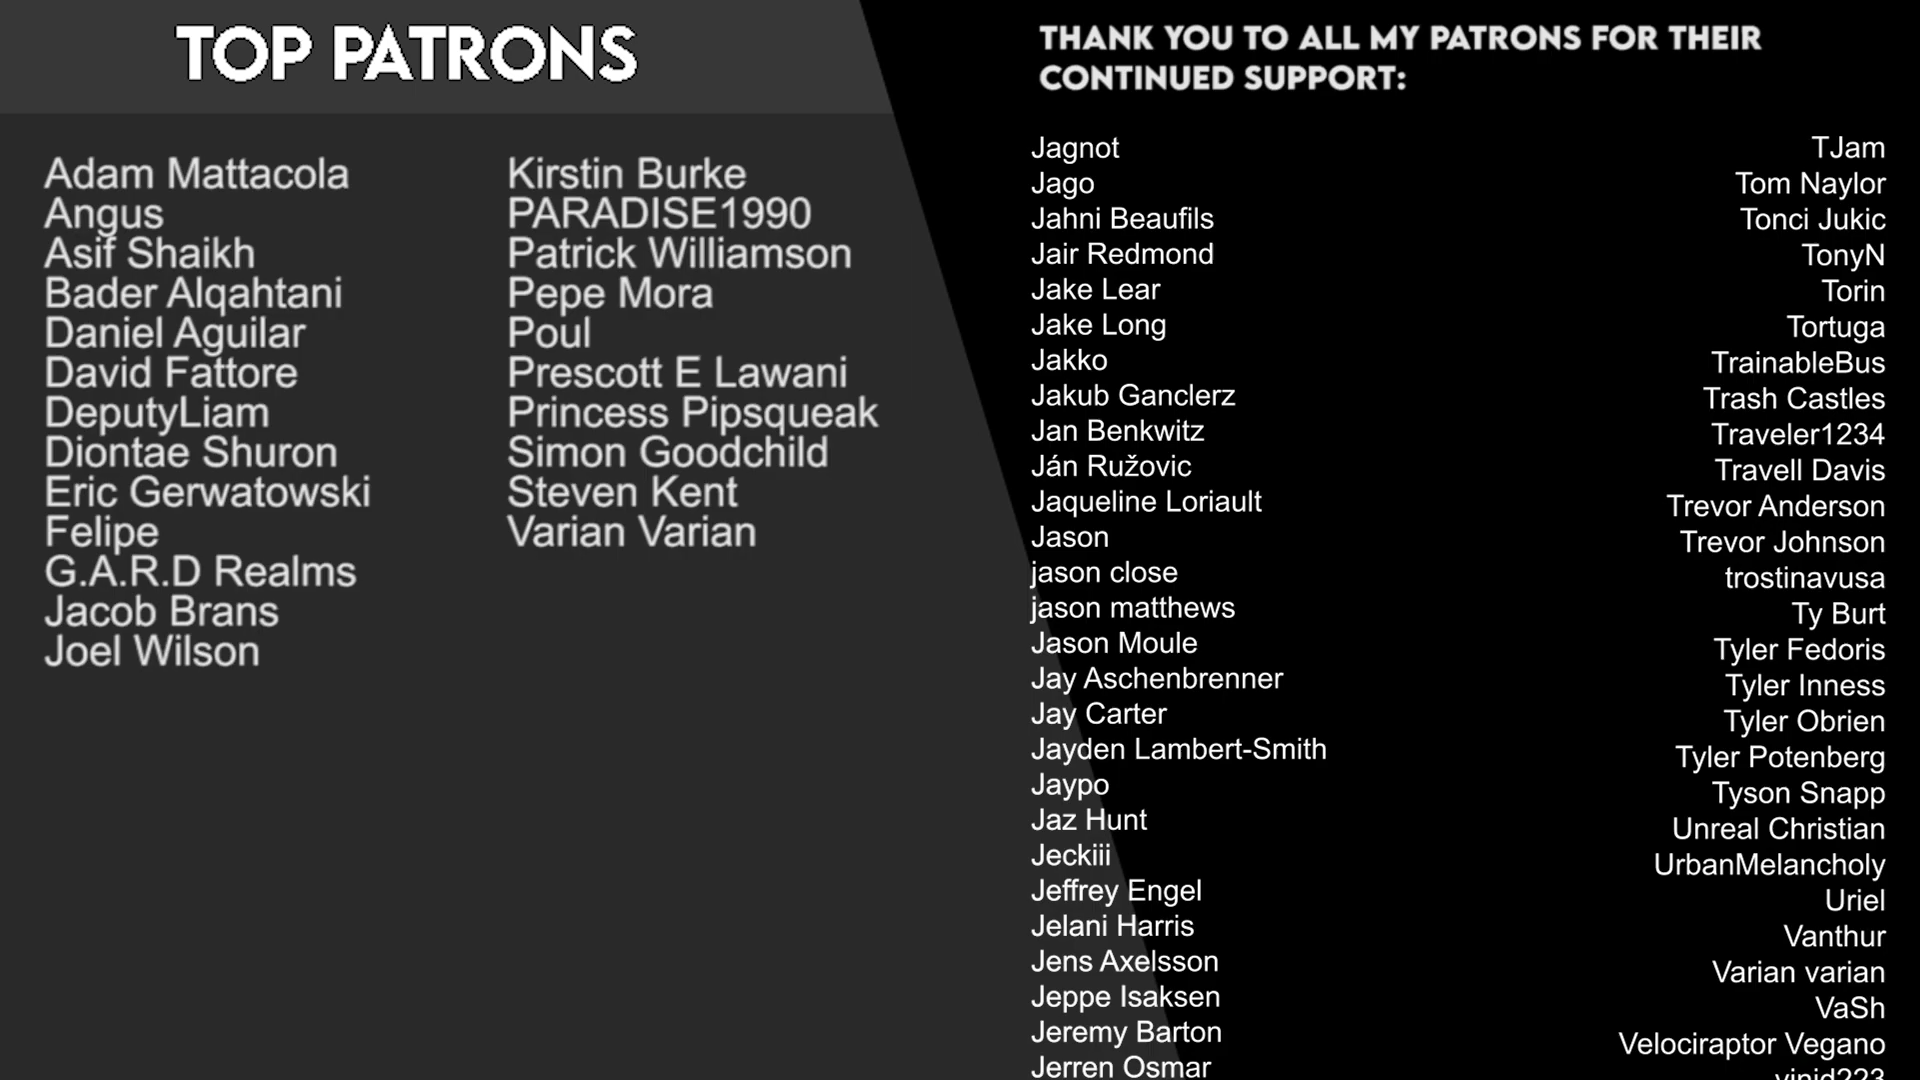 TOP PATRONS
Adam Mattacola
Angus
Asif Shaikh
Bader Alqahtani
Daniel Aguilar
David Fattore
DeputyLiam
Diontae Shuron
Eric Gerwatowski
Felipe
G.A.R.D Realms
Jacob Brans
Joel Wilson
Kirstin Burke
PARADISE1990
Patrick Williamson
Pepe Mora
Poul
Prescott E Lawani
Princess Pipsqueak
Simon Goodchild
Steven Kent
Varian Varian
THANK YOU TO ALL MY PATRONS FOR THEIR
CONTINUED SUPPORT:
Jagnot
Jago
Jahni Beaufils
Jair Redmond
Jake Lear
Jake Long
Jakko
Jakub Ganclerz
Jan Benkwitz
Ján Ružovic
Jaqueline Loriault
Jason
jason close
jason matthews
Jason Moule
Jay Aschenbrenner
Jay Carter
Jayden Lambert-Smith
Jaypo
Jaz Hunt
Jeckiii
Jeffrey Engel
Jelani Harris
Jens Axelsson
Jeppe Isaksen
Jeremy Barton
Jerren Osmar
TJam
Tom Naylor
Tonci Jukic
TonyN
Torin
Tortuga
TrainableBus
Trash Castles
Traveler1234
Travell Davis
Trevor Anderson
Trevor Johnson
trostinavusa
Ty Burt
Tyler Fedoris
Tyler Inness
Tyler Obrien
Tyler Potenberg
Tyson Snapp
Unreal Christian
UrbanMelancholy
Uriel
Vanthur
Varian varian
VaSh
Velociraptor Vegano